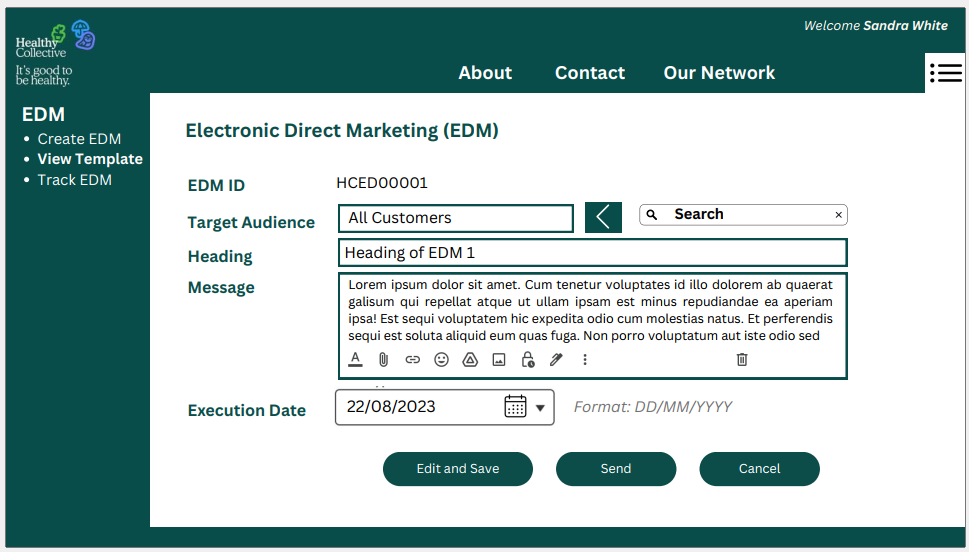 Healthy
Collective
It's good to
be healthy.
Welcome Sandra White
About Contact Our Network
EDM
• Create EDM
• View Template
• Track EDM
Electronic Direct Marketing (EDM)
EDM ID HCED00001
Target Audience All Customers Search ×
Heading Heading of EDM 1
Message
Lorem ipsum dolor sit amet. Cum tenetur voluptates id illo dolorem ab quaerat
galisum qui repellat atque ut ullam ipsam est minus repudiandae ea aperiam
ipsa! Est sequi voluptatem hic expedita odio cum molestias natus. Et perferendis
sequi est soluta aliquid eum quas fuga. Non porro voluptatum aut iste odio sed
Execution Date 22/08/2023 Format: DD/MM/YYYY
Edit and Save Send Cancel